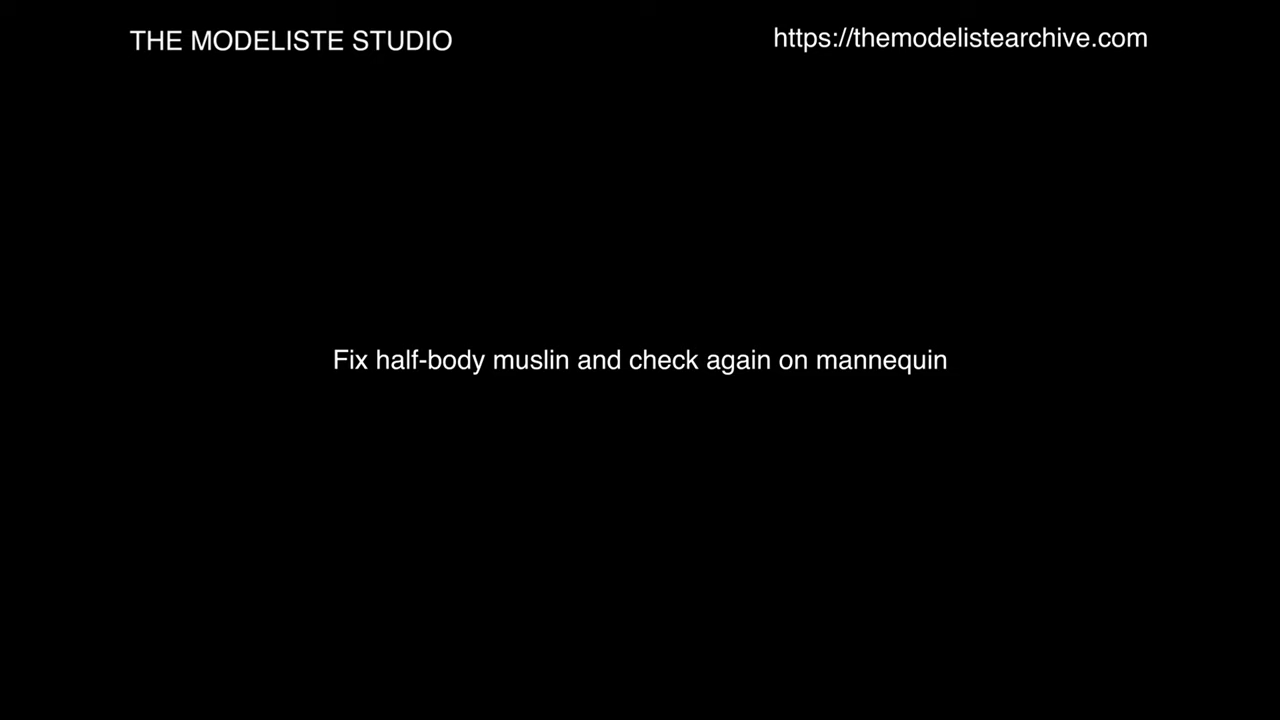 THE MODELISTE STUDIO
https://themodelistearchive.com
Fix half-body muslin and check again on mannequin